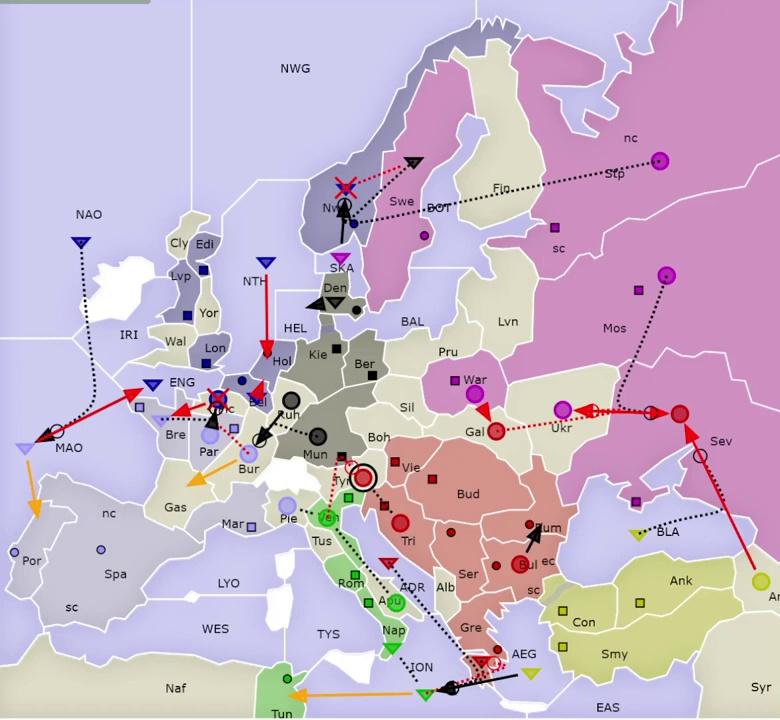 NWG
nc
Stp
Fin
Swe
Nwy
BOT
NAO
SKA
sc
Cly
Edi
Lvp
NTH
Den
Yor
Mos
IRI
HEL
BAL
Lvn
Wal
Lon
Hol
Kie
Ber
Pru
War
ENG
Bel
Pic
Ruh
Sil
Gal
Ukr
Bre
Par
Mun
Boh
Sev
MAO
Bur
Vie
Tyr
Bud
Gas
nc
Mar
Pie
Ven
Tri
Rum
BLA
Por
Spa
Tus
Ser
Bul
ec
Ank
Ar
sc
LYO
Rom
ADR
Alb
sc
Con
WES
Apu
Gre
Smy
TYS
Nap
ION
AEG
Naf
Tun
EAS
Syr